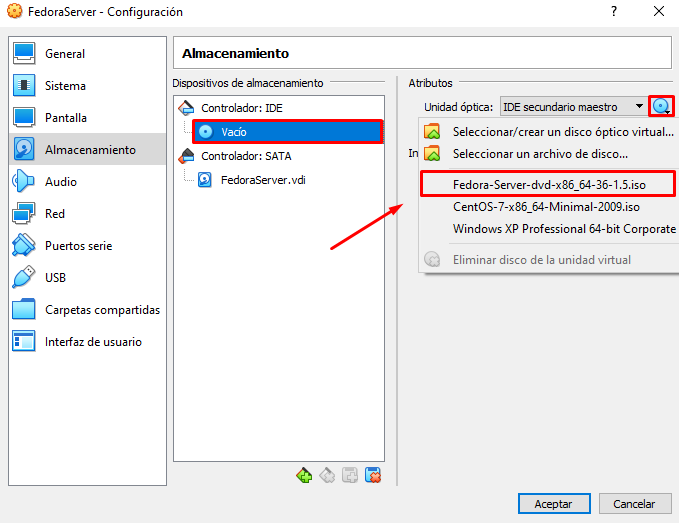 FedoraServer - Configuración
?
General
Sistema
Pantalla
Almacenamiento
Audio
Red
Puertos serie
USB
Carpetas compartidas
Interfaz de usuario
Almacenamiento
Dispositivos de almacenamiento
Controlador: IDE
Vacío
Controlador: SATA
FedoraServer.vdi
Atributos
Unidad óptica: IDE secundario maestro
Seleccionar/crear un disco óptico virtual...
In
Seleccionar un archivo de disco...
Fedora-Server-dvd-x86_64-36-1.5.iso
CentOS-7-x86_64-Minimal-2009.iso
Windows XP Professional 64-bit Corporate
Eliminar disco de la unidad virtual
Aceptar
Cancelar